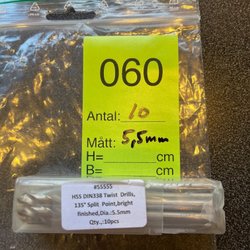 060
Antal: 10
Mått: 5,5mm
H= cm
B= cm
#55555
HSS DIN338 Twist Drills,
135° Split Point,bright
finished,Dia.:5.5mm
Qty.,:10pcs